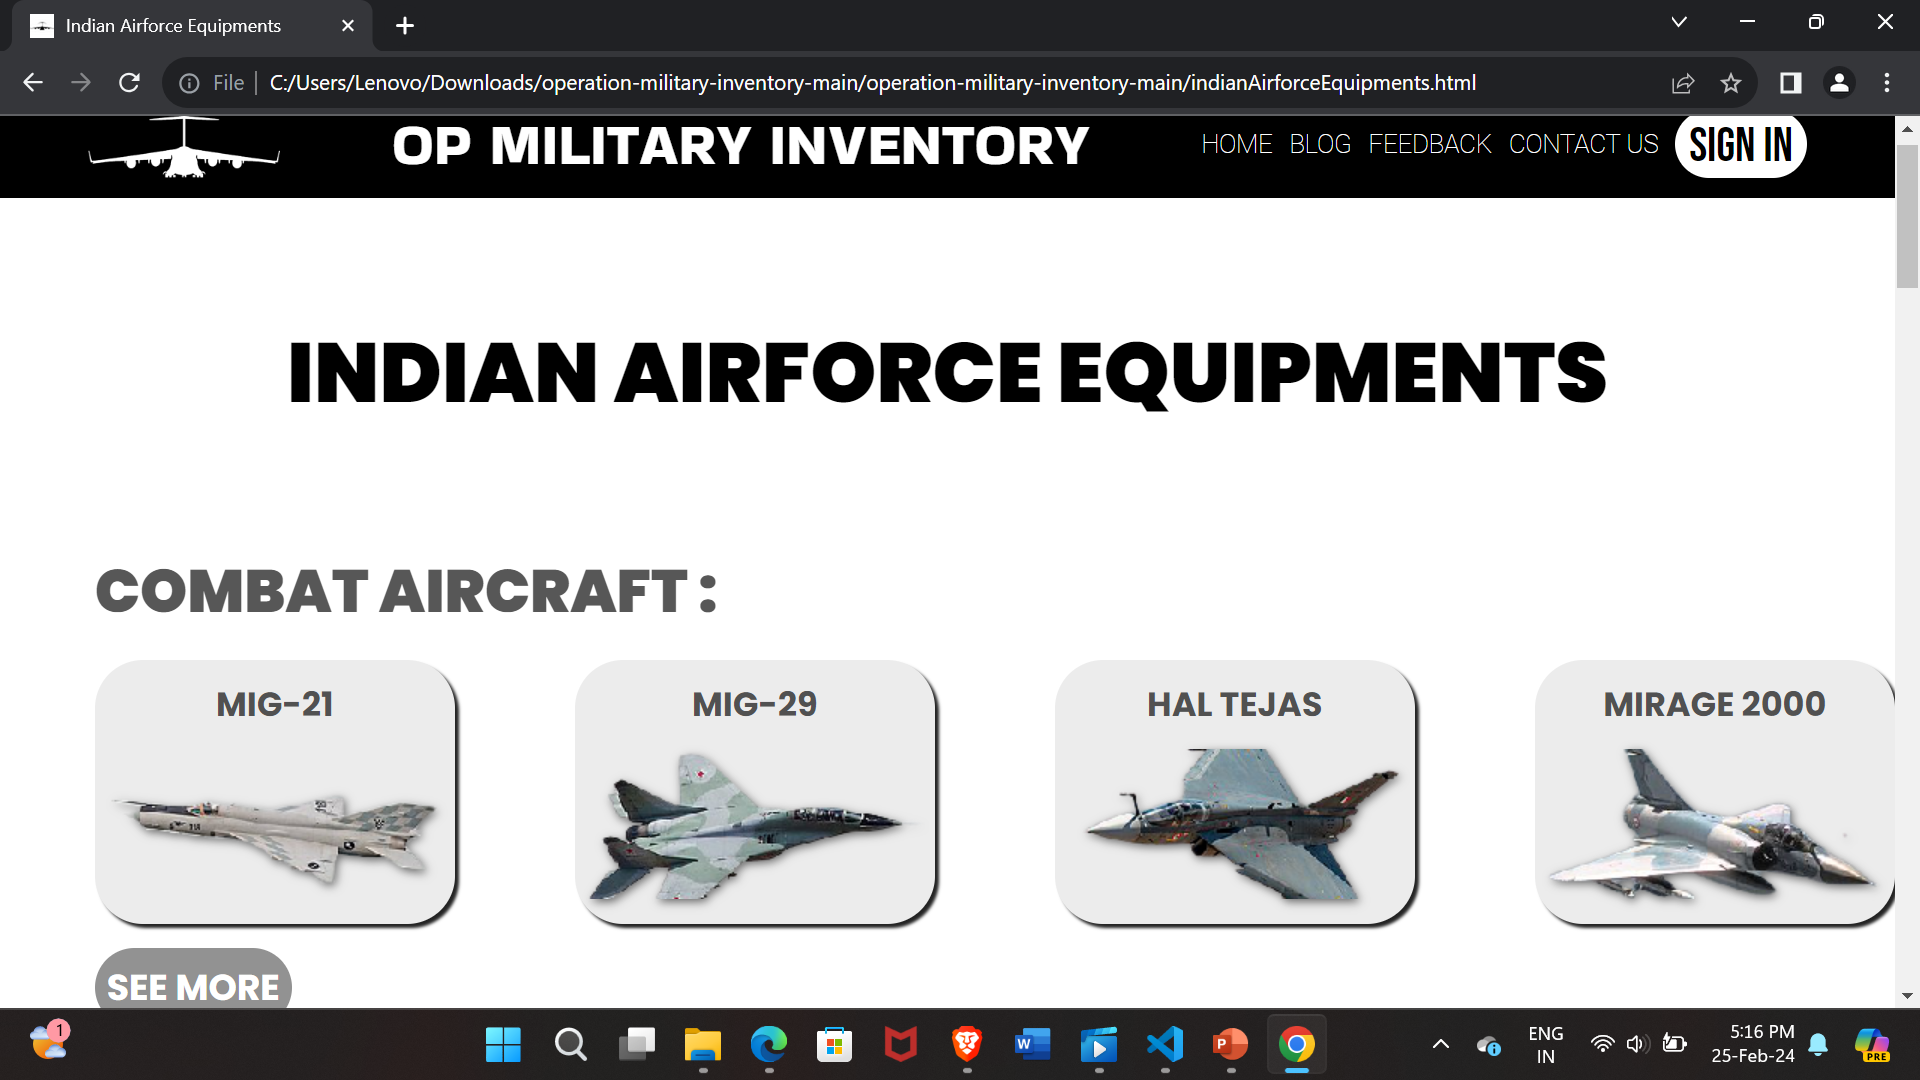 Indian Airforce Equipments
File
C:/Users/Lenovo/Downloads/operation-military-inventory-main/operation-military-inventory-main/indianAirforceEquipments.html
OP MILITARY INVENTORY
HOME BLOG FEEDBACK CONTACT US SIGN IN
INDIAN AIRFORCE EQUIPMENTS
COMBAT AIRCRAFT :
MIG-21
MIG-29
HAL TEJAS
MIRAGE 2000
SEE MORE
1
W
P
ENG
IN
5:16 PM
25-Feb-24
PRE